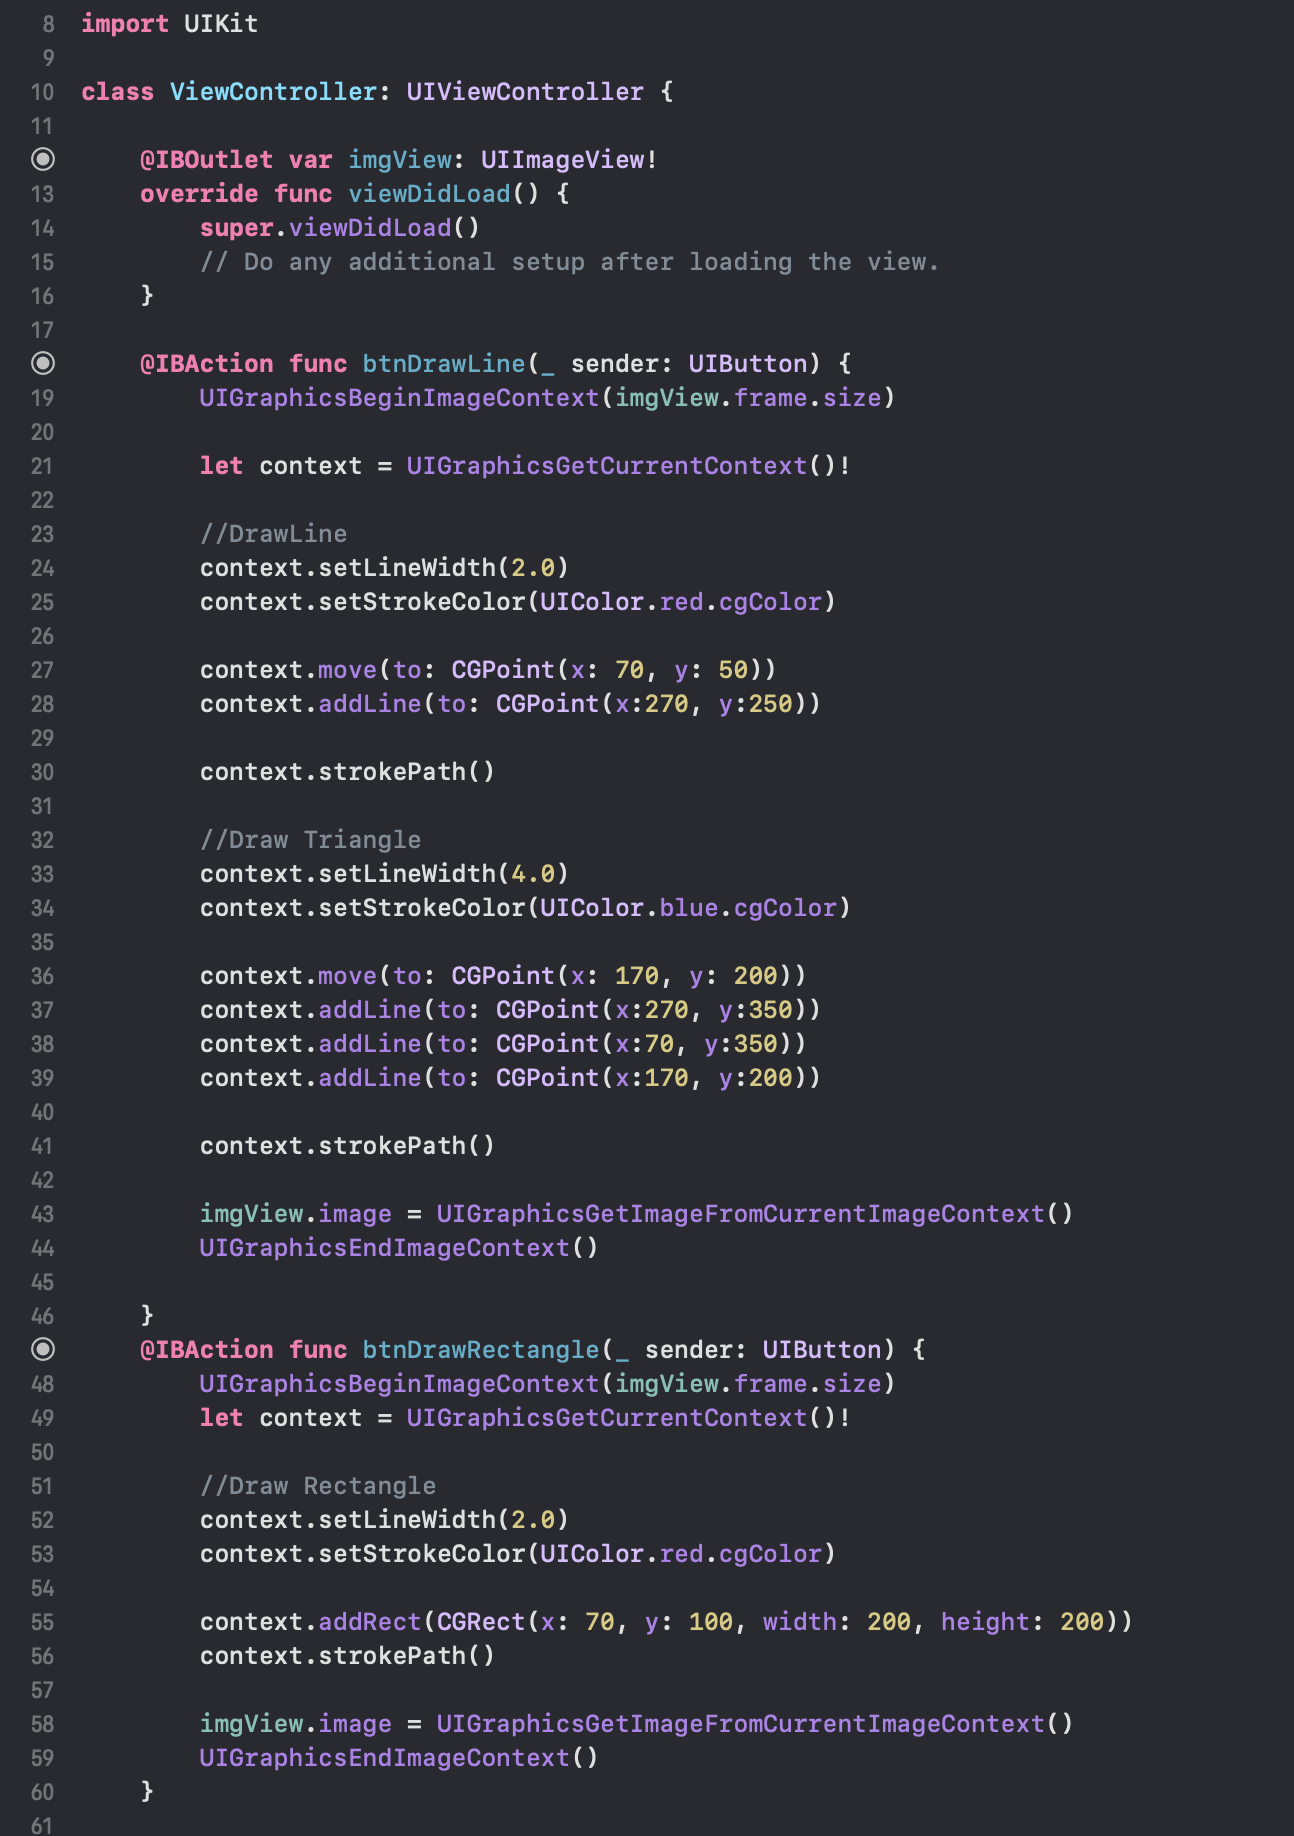 8 import UIKit
9
10 class ViewController: UIViewController {
11
@IBOutlet var imgView: UIImageView!
13 override func viewDidLoad() {
14 super.viewDidLoad()
15 // Do any additional setup after loading the view.
16 }
17
@IBAction func btnDrawLine(_ sender: UIButton) {
19 UIGraphicsBeginImageContext(imgView.frame.size)
20
21 let context = UIGraphicsGetCurrentContext()!
22
23 //DrawLine
24 context.setLineWidth(2.0)
25 context.setStrokeColor(UIColor.red.cgColor)
26
27 context.move(to: CGPoint(x: 70, y: 50))
28 context.addLine(to: CGPoint(x:270, y:250))
29
30 context.strokePath()
31
32 //Draw Triangle
33 context.setLineWidth(4.0)
34 context.setStrokeColor(UIColor.blue.cgColor)
35
36 context.move(to: CGPoint(x: 170, y: 200))
37 context.addLine(to: CGPoint(x:270, y:350))
38 context.addLine(to: CGPoint(x:70, y:350))
39 context.addLine(to: CGPoint(x:170, y:200))
40
41 context.strokePath()
42
43 imgView.image = UIGraphicsGetImageFromCurrentImageContext()
44 UIGraphicsEndImageContext()
45
46 }
@IBAction func btnDrawRectangle(_ sender: UIButton) {
48 UIGraphicsBeginImageContext(imgView.frame.size)
49 let context = UIGraphicsGetCurrentContext()!
50
51 //Draw Rectangle
52 context.setLineWidth(2.0)
53 context.setStrokeColor(UIColor.red.cgColor)
54
55 context.addRect(CGRect(x: 70, y: 100, width: 200, height: 200))
56 context.strokePath()
57
58 imgView.image = UIGraphicsGetImageFromCurrentImageContext()
59 UIGraphicsEndImageContext()
60 }
61